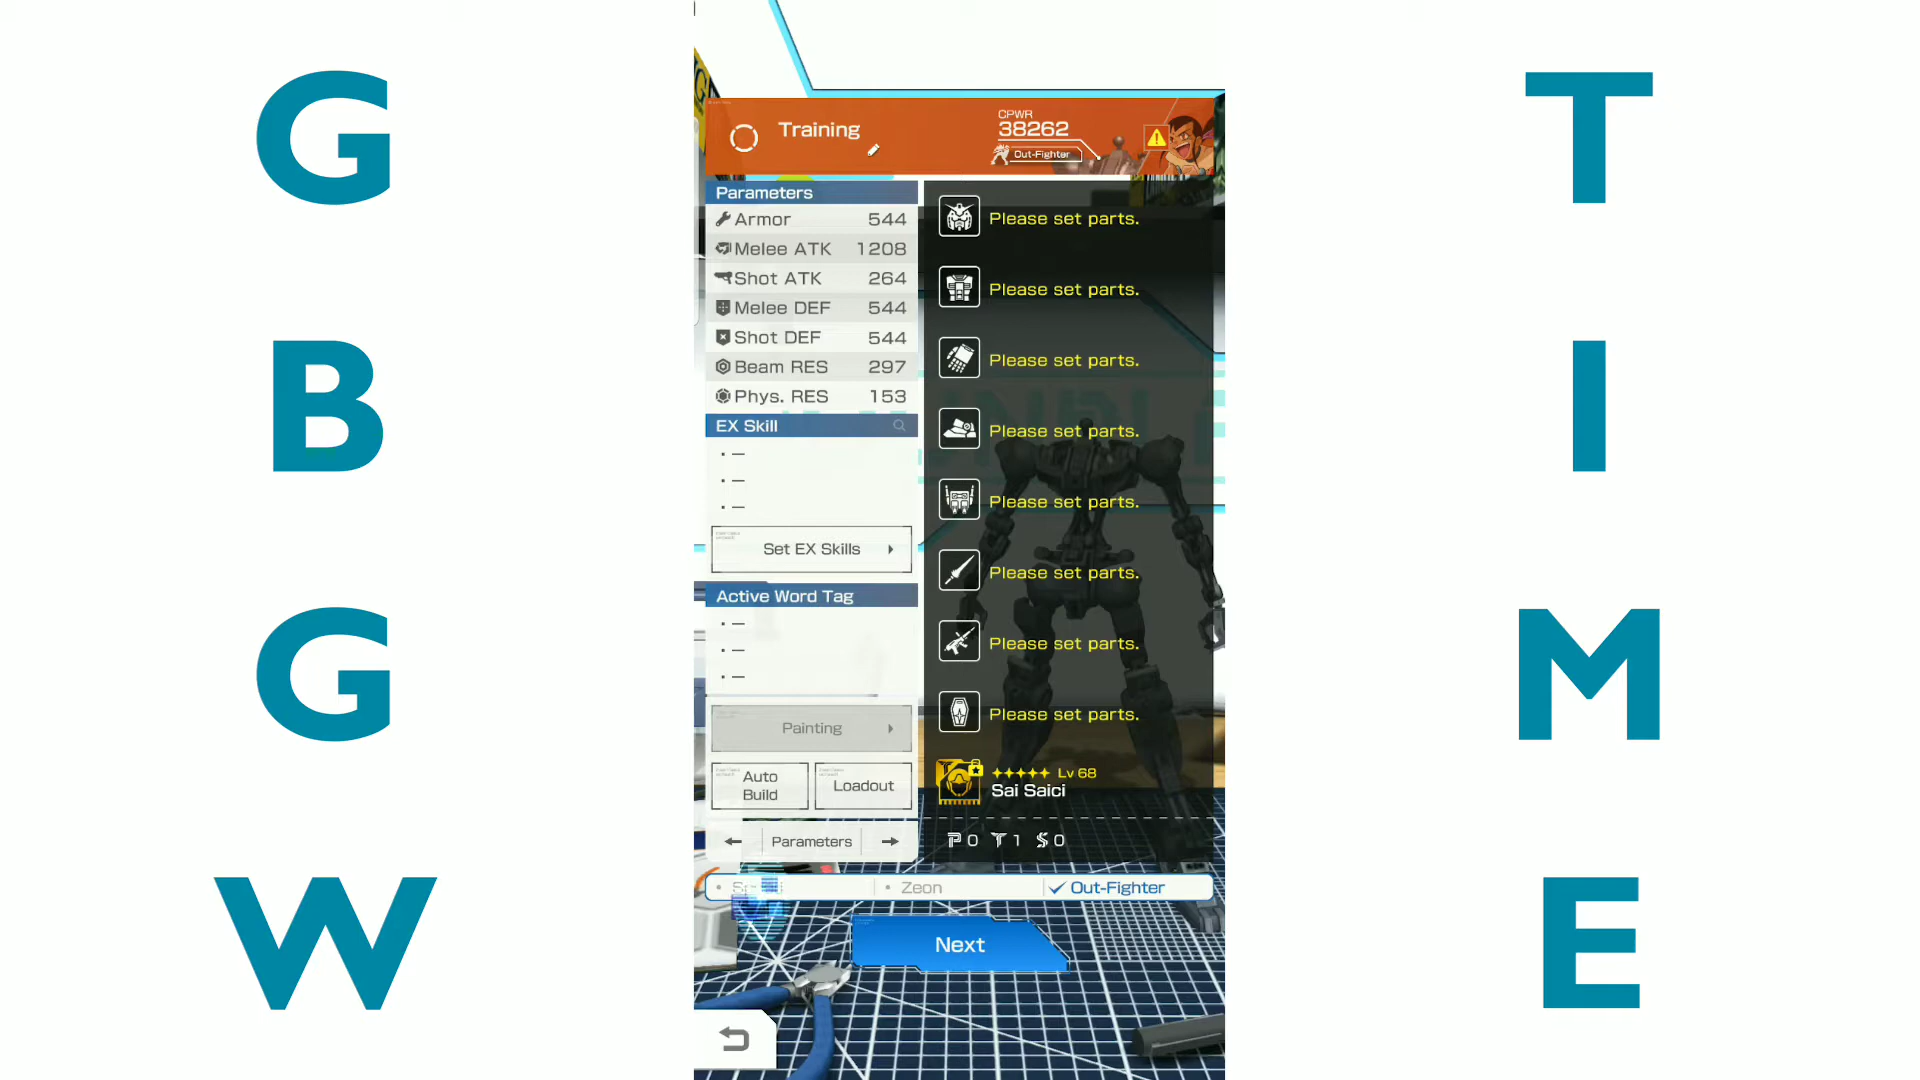 G
B
G
W
T
I
M
E
Training
CPWR
38262
Out-Fighter
Parameters
Armor 544
Melee ATK 1208
Shot ATK 264
Melee DEF 544
Shot DEF 544
Beam RES 297
Phys. RES 153
EX Skill
Set EX Skills
Active Word Tag
Painting
Auto
Build
Loadout
Parameters
Please set parts.
Please set parts.
Please set parts.
Please set parts.
Please set parts.
Please set parts.
Please set parts.
Please set parts.
Lv 68
Sai Saici
P 0 T 1 S 0
Zeon
Out-Fighter
Next